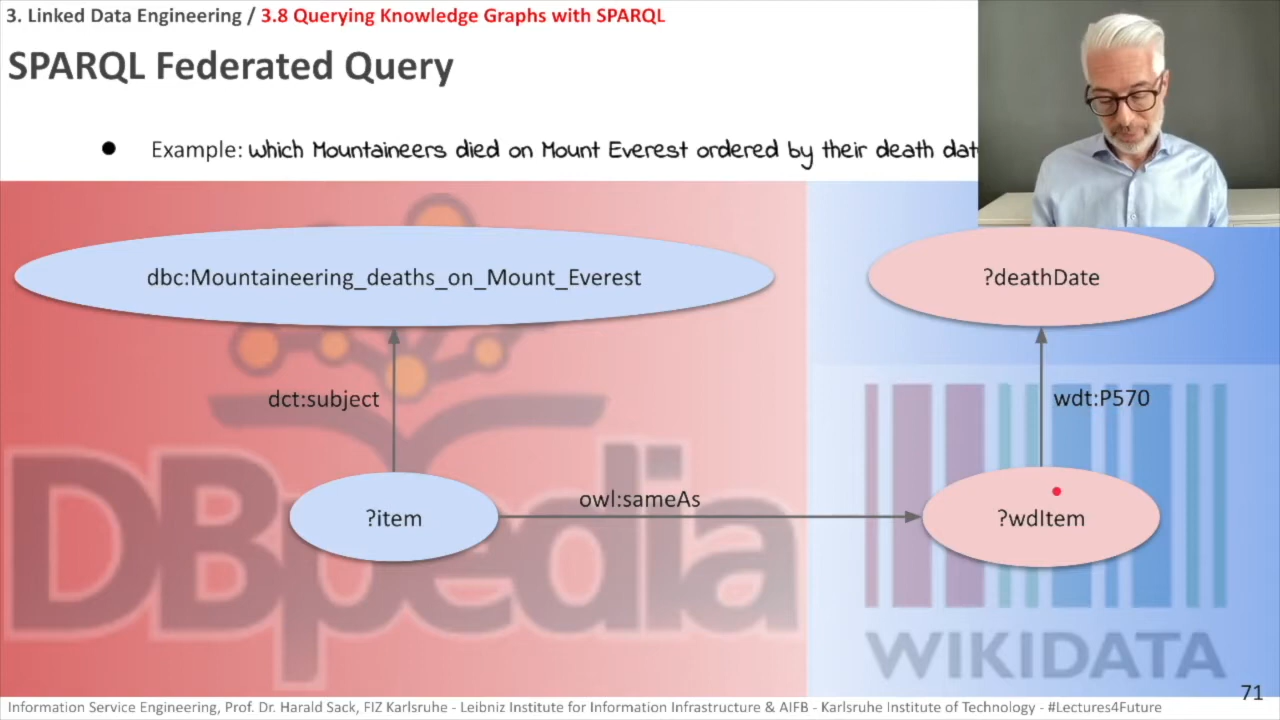 3. Linked Data Engineering / 3.8 Querying Knowledge Graphs with SPARQL
SPARQL Federated Query
● Example: which Mountaineers died on Mount Everest ordered by their death dat
dbc:Mountaineering_deaths_on_Mount_Everest
?deathDate
dct:subject
wdt:P570
owl:sameAs
?item
?wdItem
DBpedia
WIKIDATA
71
Information Service Engineering, Prof. Dr. Harald Sack, FIZ Karlsruhe - Leibniz Institute for Information Infrastructure & AIFB - Karlsruhe Institute of Technology - #Lectures4Future